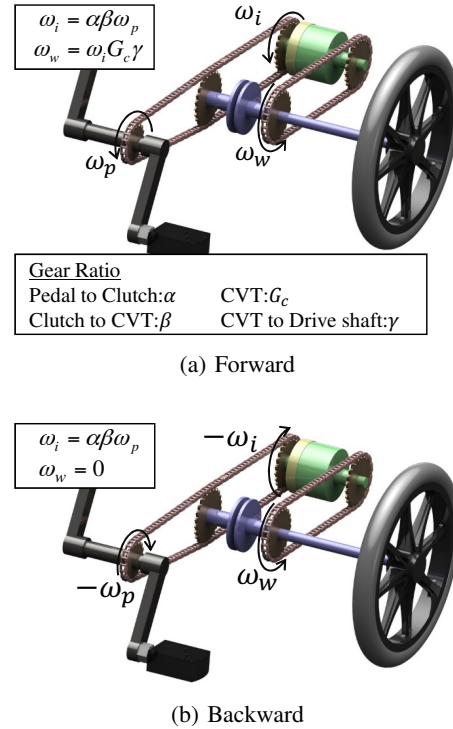 ω_i = αβω_p
ω_w = ω_i G_c γ
ω_i
ω_p
ω_w
Gear Ratio
Pedal to Clutch:α CVT:G_c
Clutch to CVT:β CVT to Drive shaft:γ
(a) Forward
ω_i = αβω_p
ω_w = 0
−ω_i
−ω_p
ω_w
(b) Backward